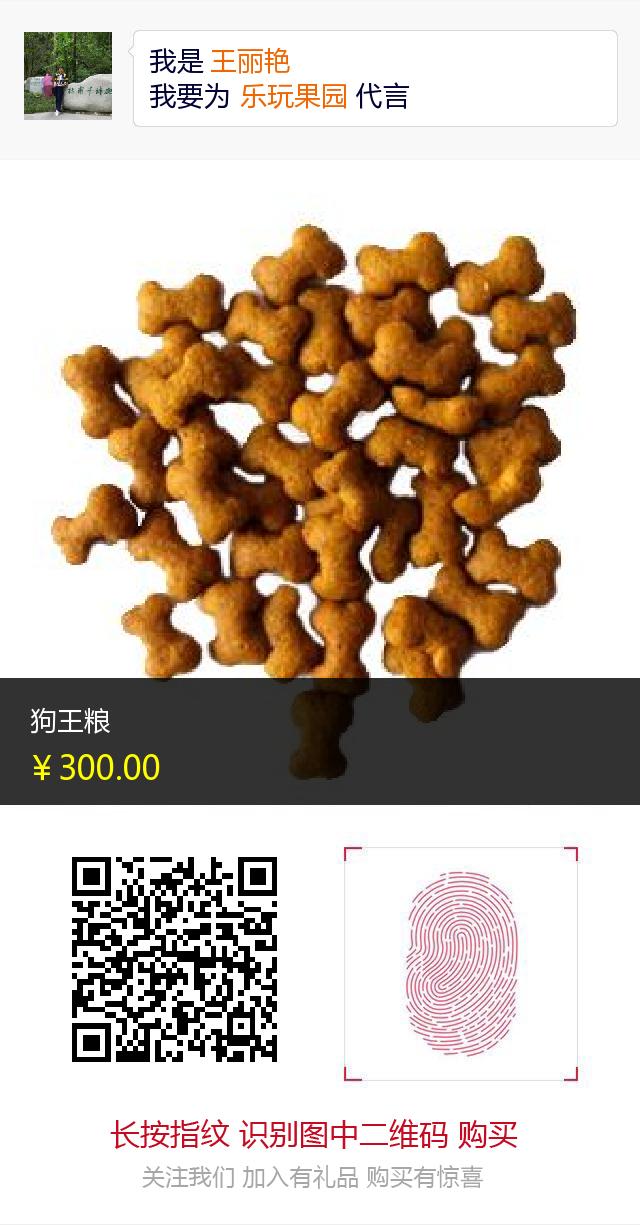 我是 王丽艳
我要为 乐玩果园 代言
狗王粮
￥300.00
长按指纹 识别图中二维码 购买
关注我们 加入有礼品 购买有惊喜